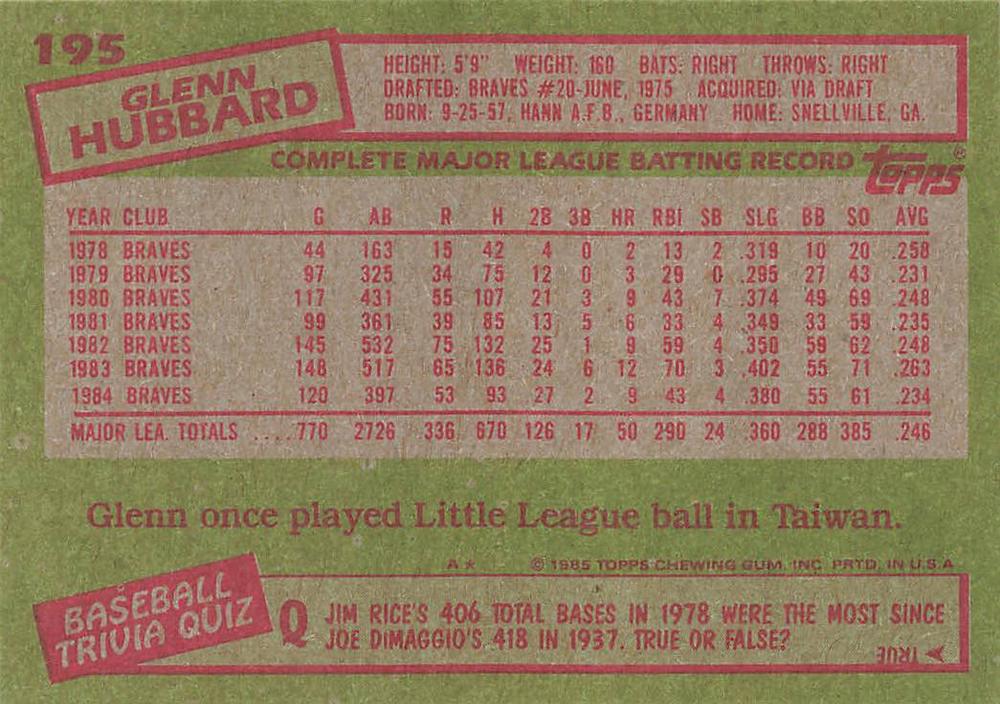 195
GLENN
HUBBARD
HEIGHT: 5'9" WEIGHT: 160 BATS: RIGHT THROWS: RIGHT
DRAFTED: BRAVES #20-JUNE, 1975 ACQUIRED: VIA DRAFT
BORN: 9-25-57, HANN A.F.B., GERMANY HOME: SNELLVILLE, GA.
COMPLETE MAJOR LEAGUE BATTING RECORD topps®
YEAR CLUB G AB R H 2B 3B HR RBI SB SLG BB SO AVG
1978 BRAVES 44 163 15 42 4 0 2 13 2 .319 10 20 .258
1979 BRAVES 97 325 34 75 12 0 3 29 0 .295 27 43 .231
1980 BRAVES 117 431 55 107 21 3 9 43 7 .374 49 69 .248
1981 BRAVES 99 361 39 85 13 5 6 33 4 .349 33 59 .235
1982 BRAVES 145 532 75 132 25 1 9 59 4 .350 59 62 .248
1983 BRAVES 148 517 65 136 24 6 12 70 3 .402 55 71 .263
1984 BRAVES 120 397 53 93 27 2 9 43 4 .380 55 61 .234
MAJOR LEA. TOTALS ....770 2726 336 670 126 17 50 290 24 .360 288 385 .246
Glenn once played Little League ball in Taiwan.
A* © 1985 TOPPS CHEWING GUM, INC. PRTD. IN U.S.A
BASEBALL
TRIVIA QUIZ
Q JIM RICE'S 406 TOTAL BASES IN 1978 WERE THE MOST SINCE
JOE DiMAGGIO'S 418 IN 1937. TRUE OR FALSE?
TRUE